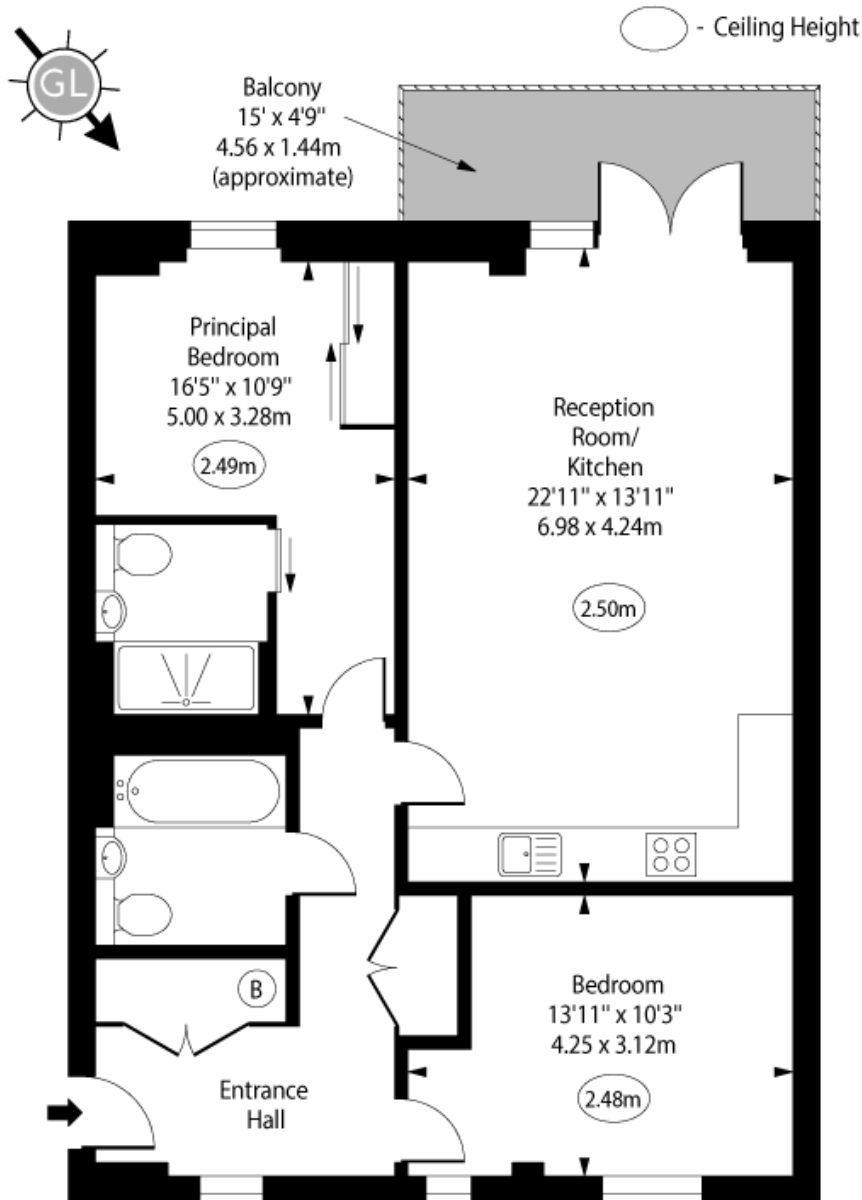 - Ceiling Height
GL
Balcony
15' x 4'9"
4.56 x 1.44m
(approximate)
Principal
Bedroom
16'5" x 10'9"
5.00 x 3.28m
2.49m
Reception
Room/
Kitchen
22'11" x 13'11"
6.98 x 4.24m
2.50m
B
Bedroom
13'11" x 10'3"
4.25 x 3.12m
2.48m
Entrance
Hall